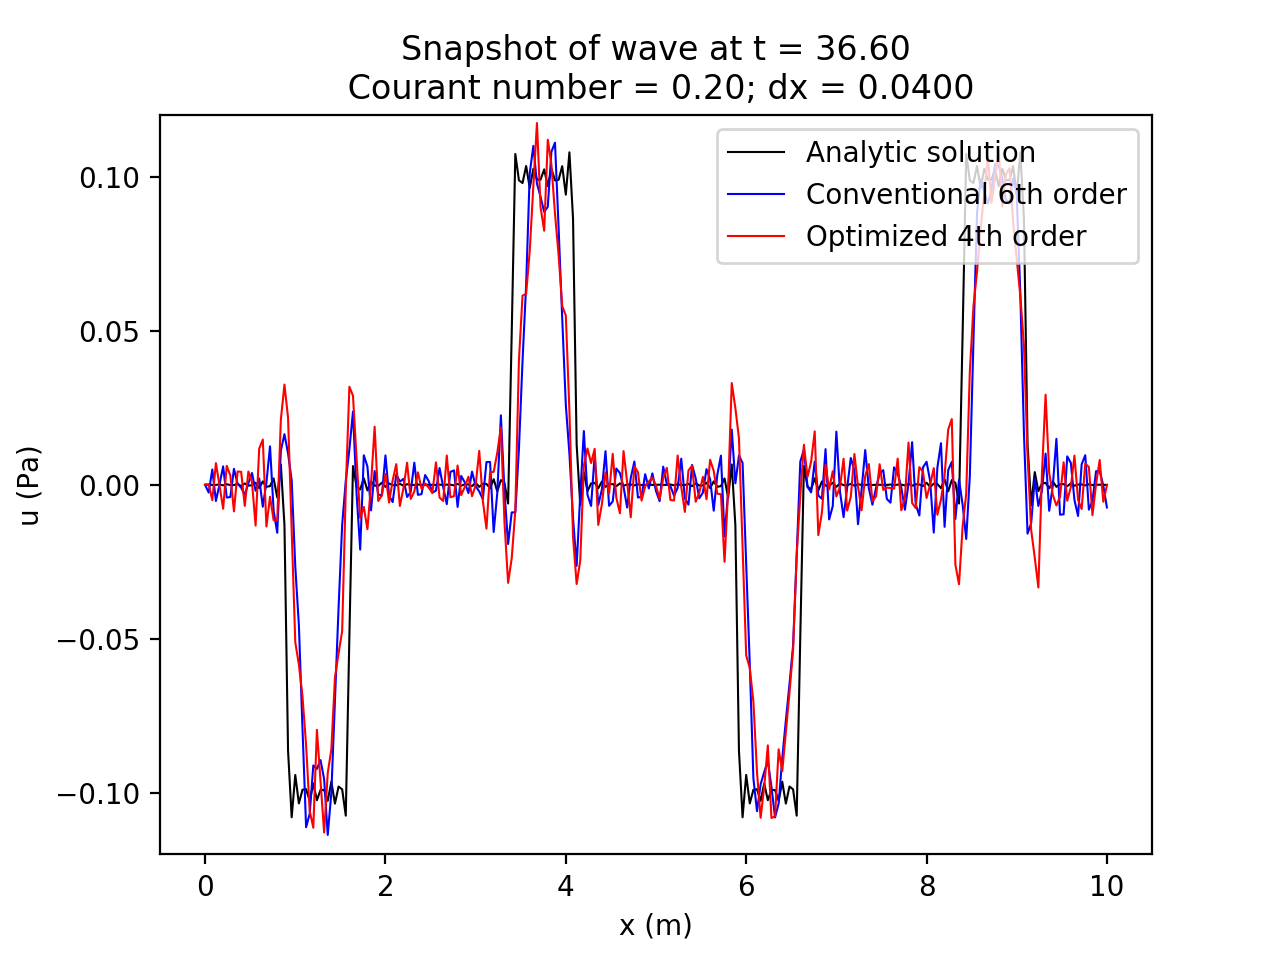 Snapshot of wave at t = 36.60
Courant number = 0.20; dx = 0.0400
Analytic solution
Conventional 6th order
Optimized 4th order
0.10
0.05
0.00
−0.05
−0.10
u (Pa)
0 2 4 6 8 10
x (m)